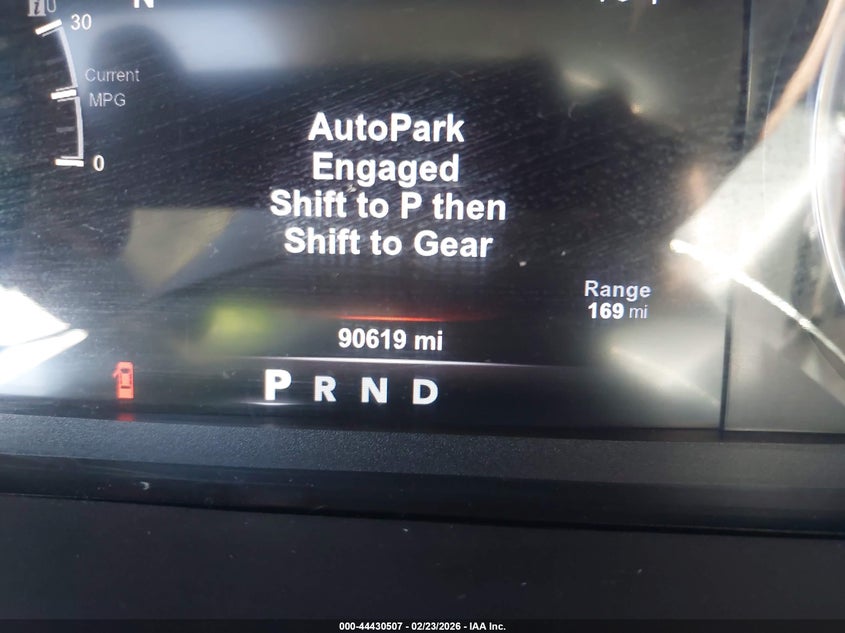 30
Current
MPG
0
AutoPark
Engaged
Shift to P then
Shift to Gear
Range
169 mi
90619 mi
P R N D
000-44430507 - 02/23/2026 - IAA Inc.